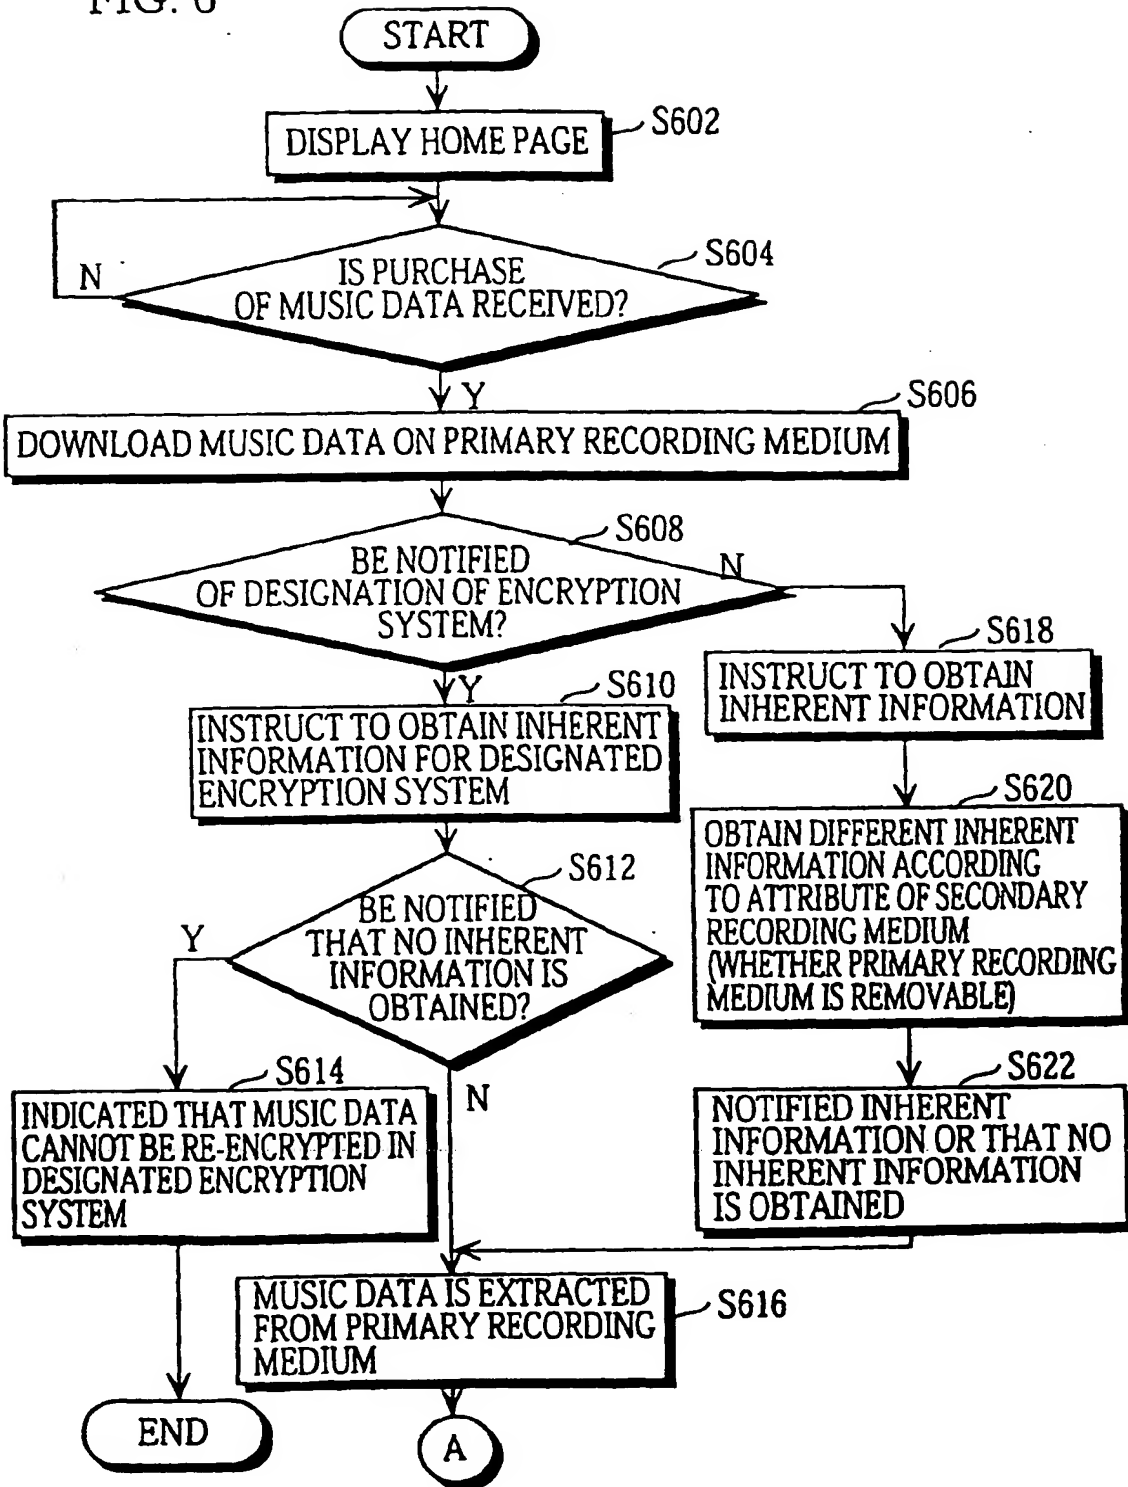 FIG. 6
START
DISPLAY HOME PAGE
S602
IS PURCHASE
OF MUSIC DATA RECEIVED?
S604
N
Y
S606
DOWNLOAD MUSIC DATA ON PRIMARY RECORDING MEDIUM
S608
BE NOTIFIED
OF DESIGNATION OF ENCRYPTION
SYSTEM?
N
Y
S610
INSTRUCT TO OBTAIN INHERENT
INFORMATION FOR DESIGNATED
ENCRYPTION SYSTEM
S618
INSTRUCT TO OBTAIN
INHERENT INFORMATION
S612
BE NOTIFIED
THAT NO INHERENT
INFORMATION IS
OBTAINED?
Y
N
S620
OBTAIN DIFFERENT INHERENT
INFORMATION ACCORDING
TO ATTRIBUTE OF SECONDARY
RECORDING MEDIUM
(WHETHER PRIMARY RECORDING
MEDIUM IS REMOVABLE)
S614
INDICATED THAT MUSIC DATA
CANNOT BE RE-ENCRYPTED IN
DESIGNATED ENCRYPTION
SYSTEM
S622
NOTIFIED INHERENT
INFORMATION OR THAT NO
INHERENT INFORMATION
IS OBTAINED
MUSIC DATA IS EXTRACTED
FROM PRIMARY RECORDING
MEDIUM
S616
END
A